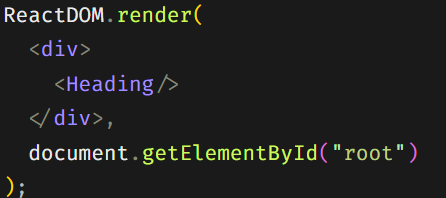 ReactDOM.render(
<div>
<Heading/>
</div>,
document.getElementById("root")
);